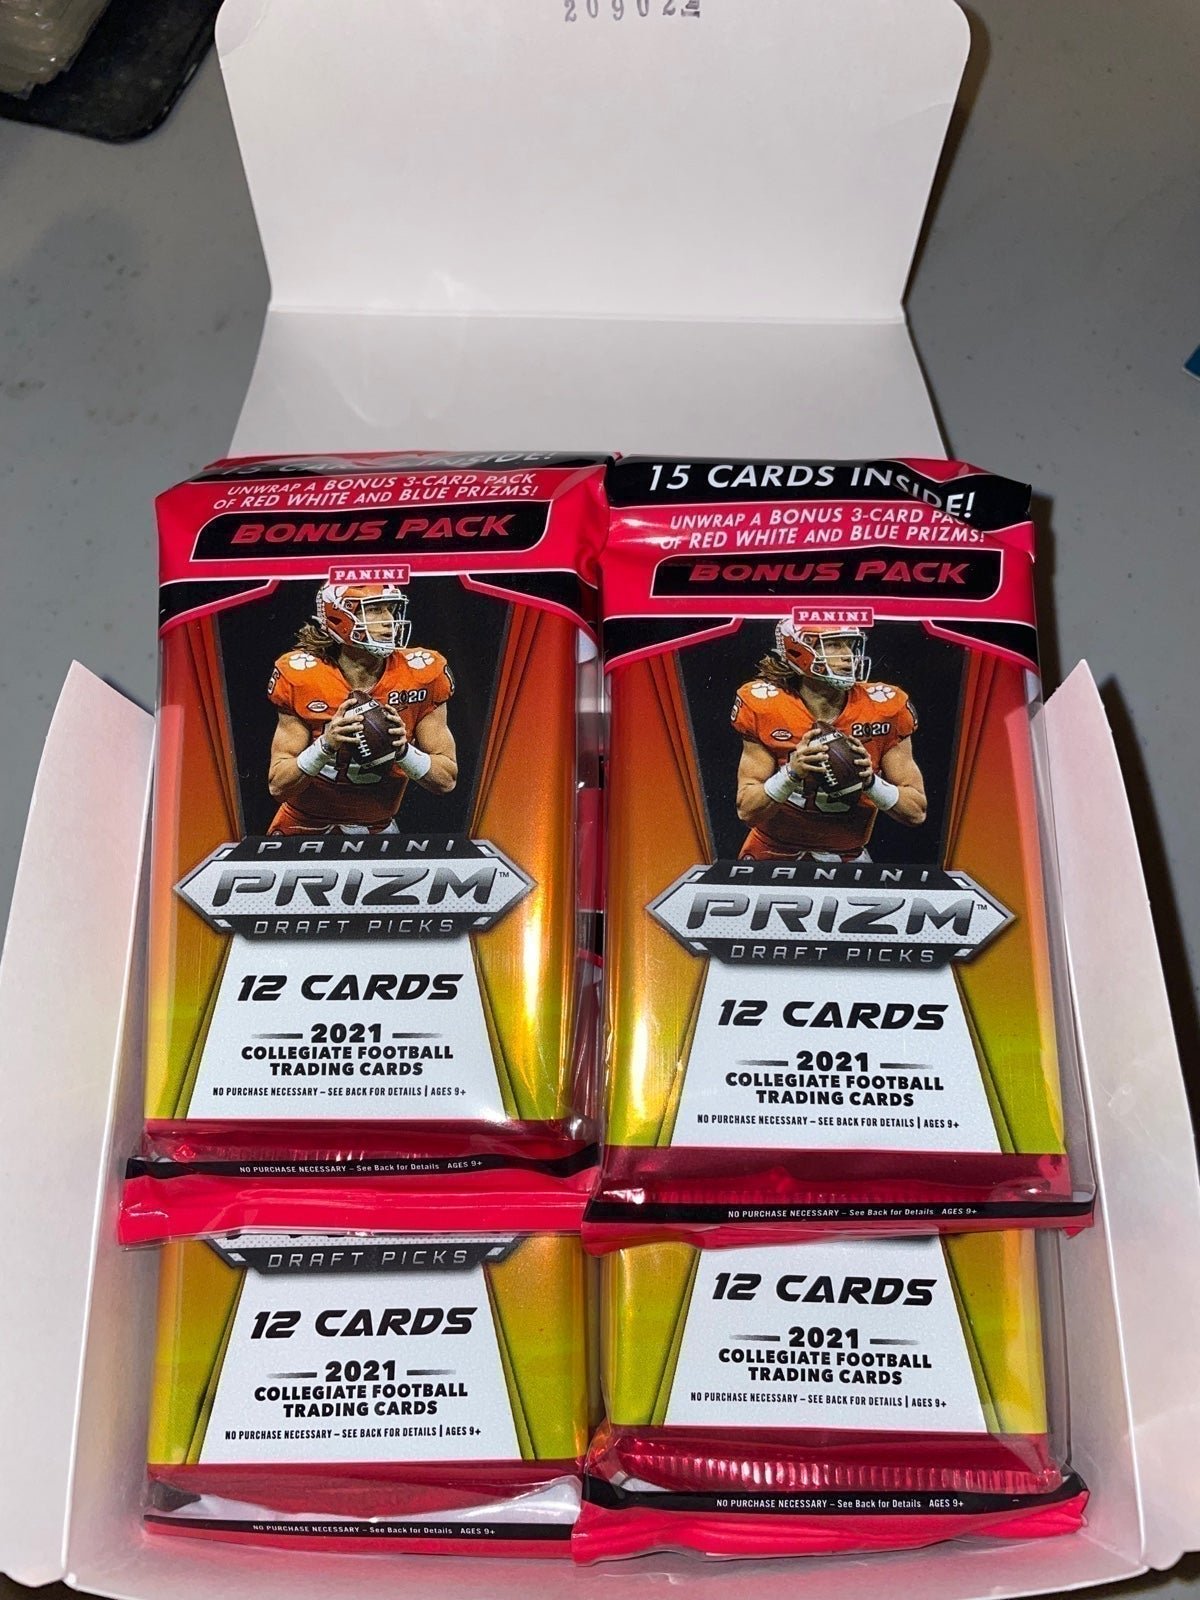 20902
15 CARDS INSIDE!
UNWRAP A BONUS 3-CARD PACK
OF RED WHITE AND BLUE PRIZMS!
BONUS PACK
PANINI
2020
PANINI
PRIZM™
DRAFT PICKS
12 CARDS
2021
COLLEGIATE FOOTBALL
TRADING CARDS
NO PURCHASE NECESSARY – SEE BACK FOR DETAILS | AGES 9+
NO PURCHASE NECESSARY – See Back for Details AGES 9+
15 CARDS INSIDE!
UNWRAP A BONUS 3-CARD PACK
OF RED WHITE AND BLUE PRIZMS!
BONUS PACK
PANINI
2020
PANINI
PRIZM™
DRAFT PICKS
12 CARDS
2021
COLLEGIATE FOOTBALL
TRADING CARDS
NO PURCHASE NECESSARY – SEE BACK FOR DETAILS | AGES 9+
NO PURCHASE NECESSARY – See Back for Details AGES 9+
DRAFT PICKS
12 CARDS
2021
COLLEGIATE FOOTBALL
TRADING CARDS
NO PURCHASE NECESSARY – SEE BACK FOR DETAILS | AGES 9+
NO PURCHASE NECESSARY – See Back for Details AGES 9+
12 CARDS
2021
COLLEGIATE FOOTBALL
TRADING CARDS
NO PURCHASE NECESSARY – SEE BACK FOR DETAILS | AGES 9+
NO PURCHASE NECESSARY – See Back for Details AGES 9+